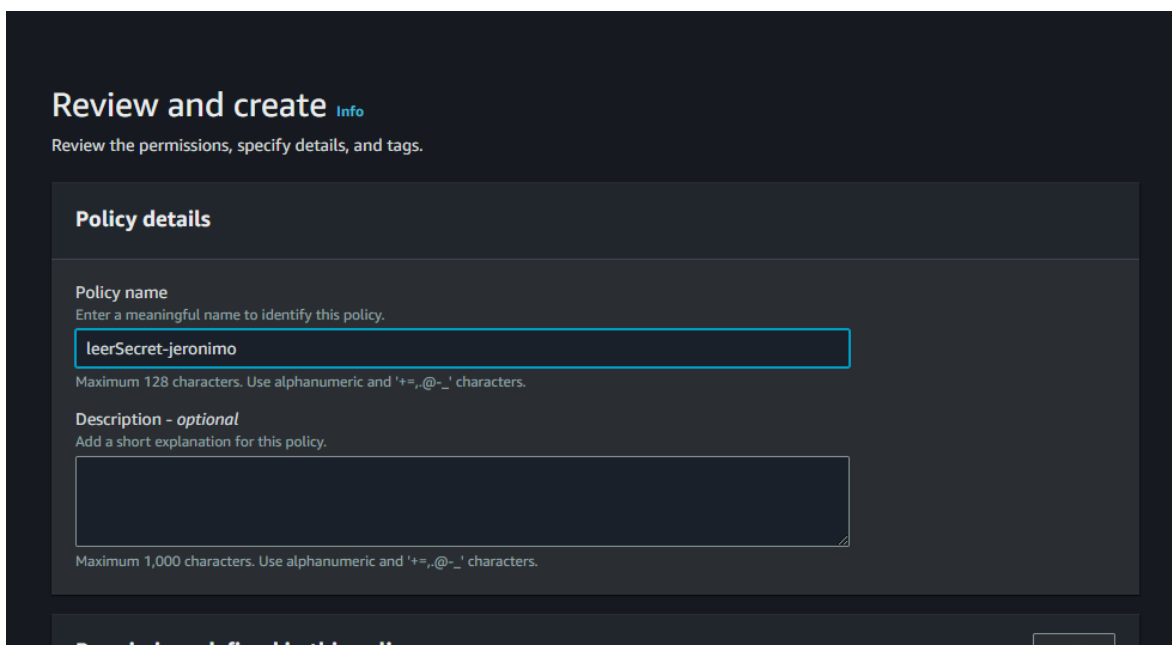 Review and create Info
Review the permissions, specify details, and tags.
Policy details
Policy name
Enter a meaningful name to identify this policy.
leerSecret-jeronimo
Maximum 128 characters. Use alphanumeric and '+=,.@-_' characters.
Description - optional
Add a short explanation for this policy.
Maximum 1,000 characters. Use alphanumeric and '+=,.@-_' characters.